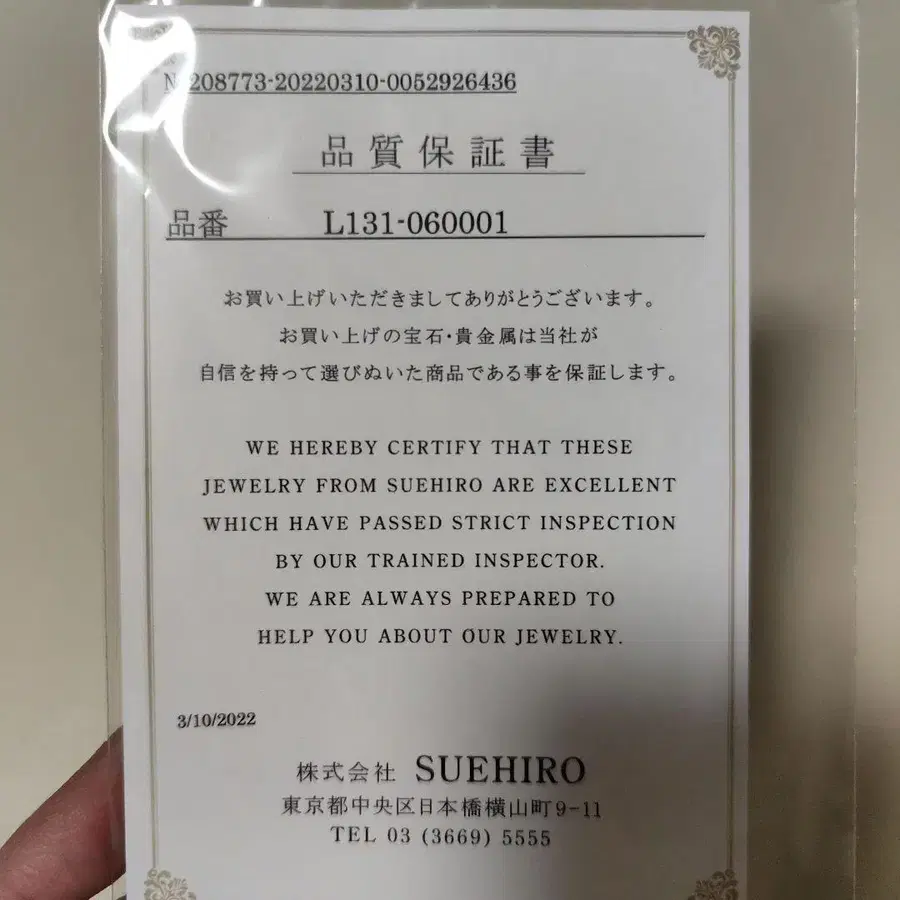 №208773-20220310-0052926436
品質保証書
品番 L131-060001
お買い上げいただきましてありがとうございます。
お買い上げの宝石・貴金属は当社が
自信を持って選びぬいた商品である事を保証します。
WE HEREBY CERTIFY THAT THESE
JEWELRY FROM SUEHIRO ARE EXCELLENT
WHICH HAVE PASSED STRICT INSPECTION
BY OUR TRAINED INSPECTOR.
WE ARE ALWAYS PREPARED TO
HELP YOU ABOUT OUR JEWELRY.
3/10/2022
株式会社 SUEHIRO
東京都中央区日本橋横山町9-11
TEL 03 (3669) 5555